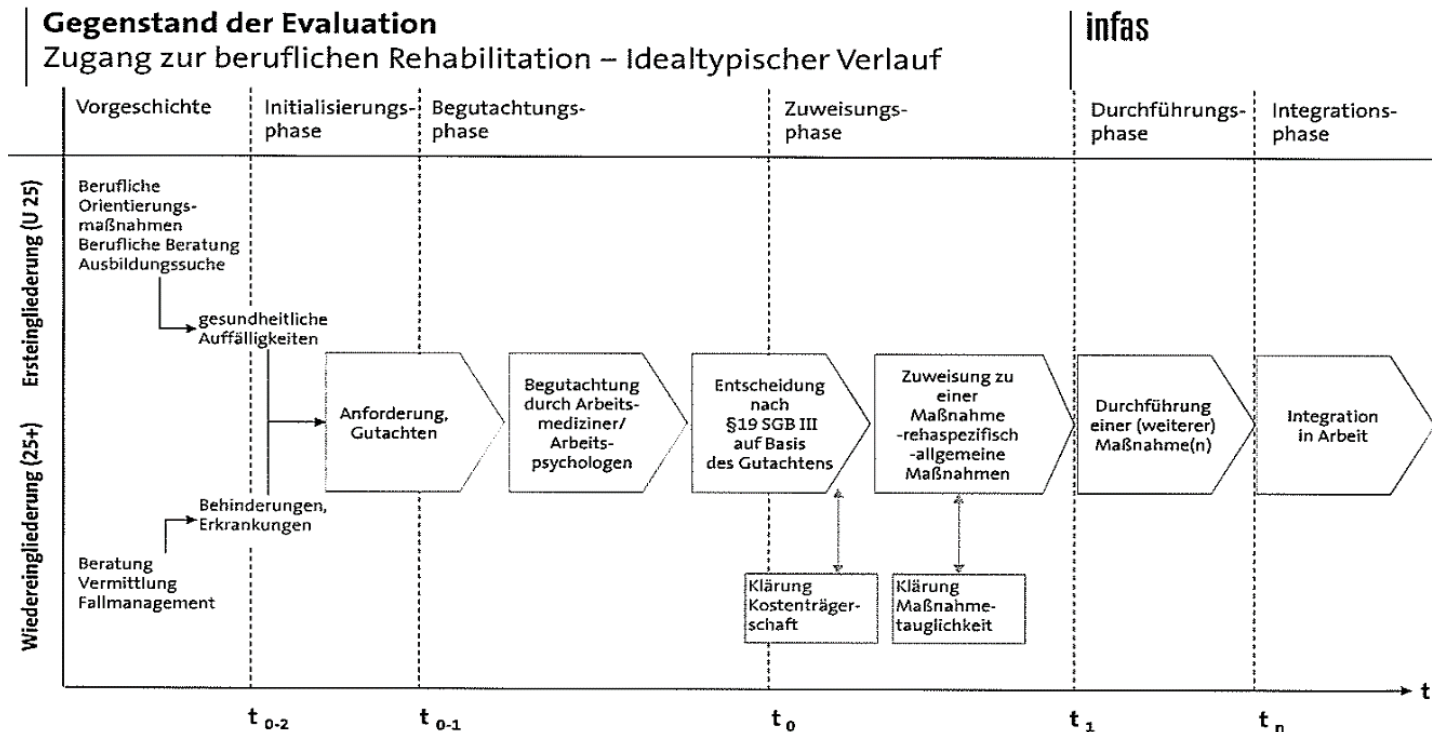 Gegenstand der Evaluation
Zugang zur beruflichen Rehabilitation – Idealtypischer Verlauf
infas
Vorgeschichte
Initialisierungs-
phase
Begutachtungs-
phase
Zuweisungs-
phase
Durchführungs-
phase
Integrations-
phase
Ersteingliederung (U 25)
Wiedereingliederung (25+)
Berufliche
Orientierungs-
maßnahmen
Berufliche Beratung
Ausbildungssuche
gesundheitliche
Auffälligkeiten
Behinderungen,
Erkrankungen
Beratung
Vermittlung
Fallmanagement
Anforderung,
Gutachten
Begutachtung
durch Arbeits-
mediziner/
Arbeits-
psychologen
Entscheidung
nach
§19 SGB III
auf Basis
des Gutachtens
Zuweisung zu
einer
Maßnahme
-rehaspezifisch
-allgemeine
Maßnahmen
Durchführung
einer (weiterer)
Maßnahme(n)
Integration
in Arbeit
Klärung
Kostenträger-
schaft
Klärung
Maßnahme-
tauglichkeit
t
t 0-2
t 0-1
t 0
t 1
t n